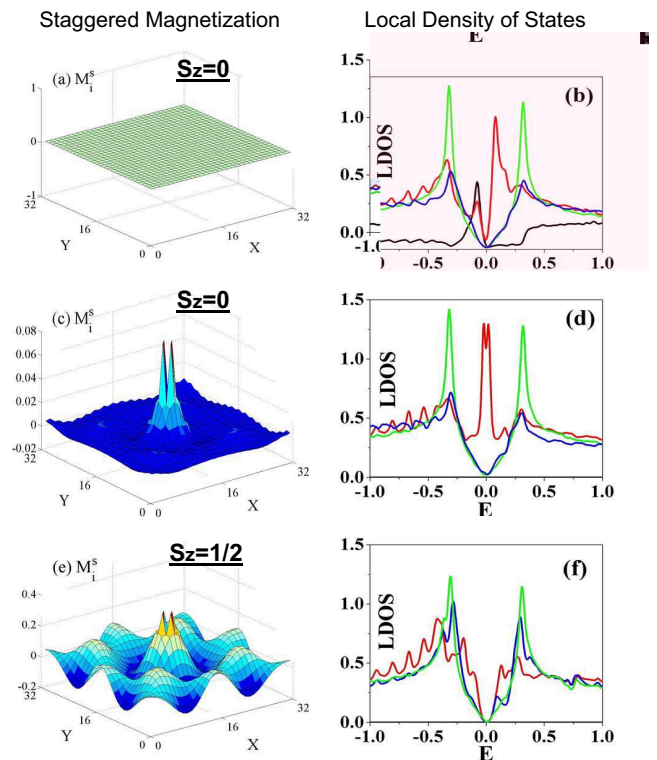 Staggered Magnetization
Local Density of States
E
(a) M_i^s
Sz=0
1
0
-1
32
16
0
Y
0
16
32
X
1.5
1.0
0.5
0.0
LDOS
(b)
-1.0
-0.5
0.0
0.5
1.0
E
(c) M_i^s
Sz=0
0.08
0.06
0.04
0.02
0
-0.02
32
16
0
Y
0
16
32
X
1.5
1.0
0.5
0.0
LDOS
(d)
-1.0
-0.5
0.0
0.5
1.0
E
(e) M_i^s
Sz=1/2
0.4
0.2
0
-0.2
32
16
0
Y
0
16
32
X
1.5
1.0
0.5
0.0
LDOS
(f)
-1.0
-0.5
0.0
0.5
1.0
E